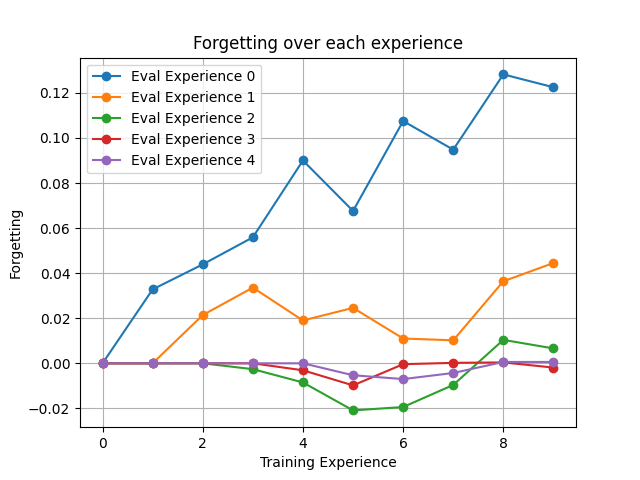 Forgetting over each experience
Eval Experience 0
Eval Experience 1
Eval Experience 2
Eval Experience 3
Eval Experience 4
0.12
0.10
0.08
0.06
0.04
0.02
0.00
−0.02
Forgetting
0 2 4 6 8
Training Experience